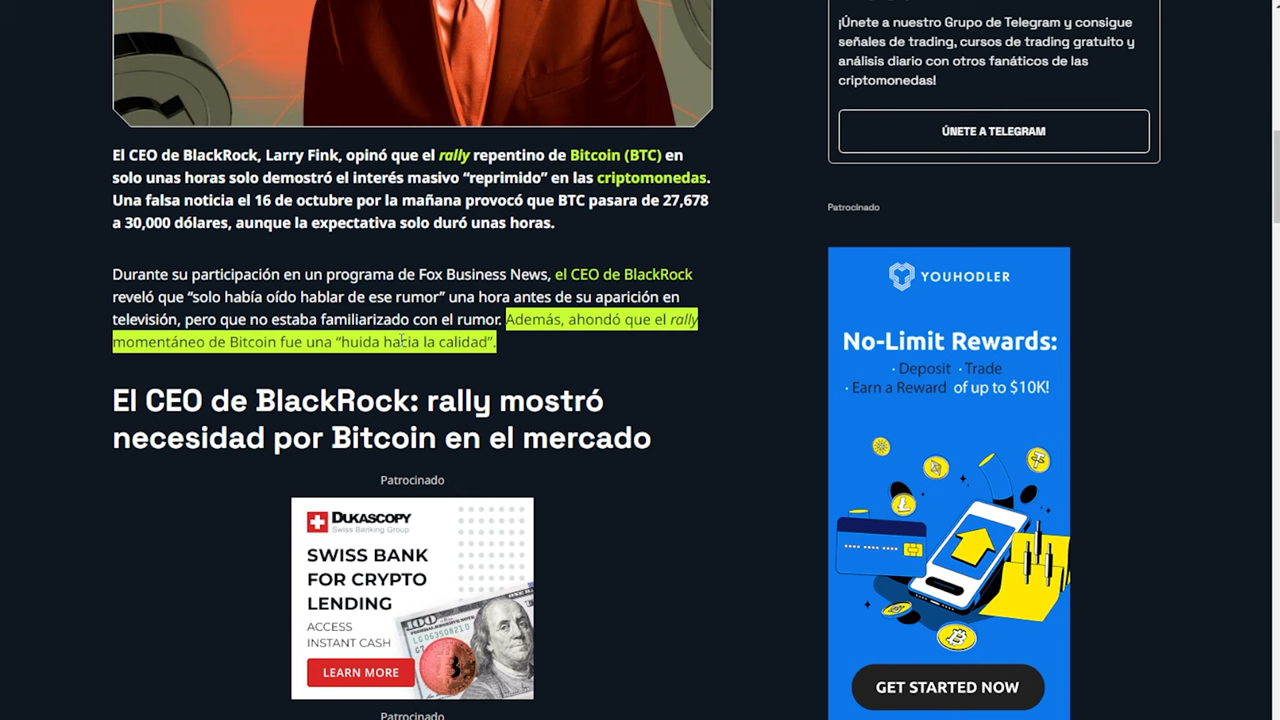 El CEO de BlackRock, Larry Fink, opinó que el rally repentino de Bitcoin (BTC) en
solo unas horas solo demostró el interés masivo “reprimido” en las criptomonedas.
Una falsa noticia el 16 de octubre por la mañana provocó que BTC pasara de 27,678
a 30,000 dólares, aunque la expectativa solo duró unas horas.
Durante su participación en un programa de Fox Business News, el CEO de BlackRock
reveló que “solo había oído hablar de ese rumor” una hora antes de su aparición en
televisión, pero que no estaba familiarizado con el rumor. Además, ahondó que el rally
momentáneo de Bitcoin fue una “huida hacia la calidad”.
El CEO de BlackRock: rally mostró
necesidad por Bitcoin en el mercado
Patrocinado
DUKASCOPY
Swiss Banking Group
SWISS BANK
FOR CRYPTO
LENDING
ACCESS
INSTANT CASH
LEARN MORE
Patrocinado
¡Únete a nuestro Grupo de Telegram y consigue
señales de trading, cursos de trading gratuito y
análisis diario con otros fanáticos de las
criptomonedas!
ÚNETE A TELEGRAM
Patrocinado
YOUHODLER
No-Limit Rewards:
· Deposit · Trade
· Earn a Reward of up to $10K!
GET STARTED NOW